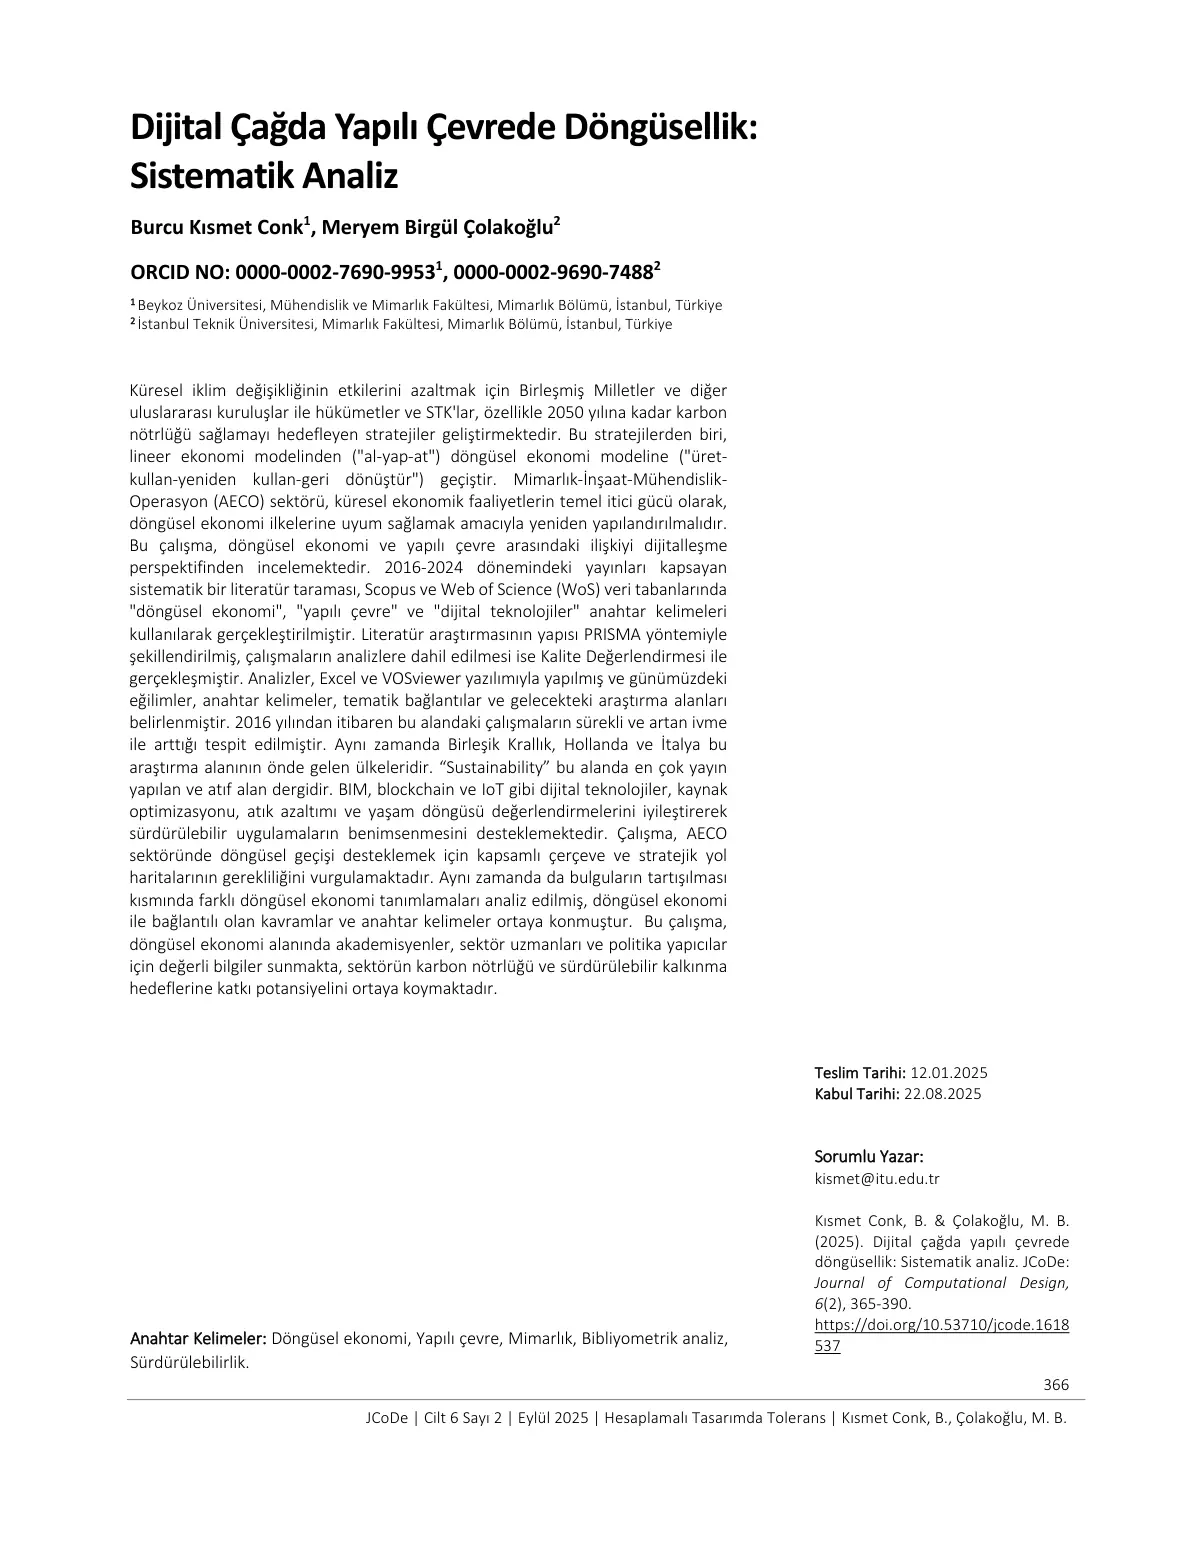 Dijital Çağda Yapılı Çevrede Döngüsellik:
Sistematik Analiz
Burcu Kısmet Conk1, Meryem Birgül Çolakoğlu2
ORCID NO: 0000-0002-7690-99531, 0000-0002-9690-74882
1 Beykoz Üniversitesi, Mühendislik ve Mimarlık Fakültesi, Mimarlık Bölümü, İstanbul, Türkiye
2 İstanbul Teknik Üniversitesi, Mimarlık Fakültesi, Mimarlık Bölümü, İstanbul, Türkiye
Küresel iklim değişikliğinin etkilerini azaltmak için Birleşmiş Milletler ve diğer
uluslararası kuruluşlar ile hükümetler ve STK'lar, özellikle 2050 yılına kadar karbon
nötrlüğü sağlamayı hedefleyen stratejiler geliştirmektedir. Bu stratejilerden biri,
lineer ekonomi modelinden ("al-yap-at") döngüsel ekonomi modeline ("üret-
kullan-yeniden kullan-geri dönüştür") geçiştir. Mimarlık-İnşaat-Mühendislik-
Operasyon (AECO) sektörü, küresel ekonomik faaliyetlerin temel itici gücü olarak,
döngüsel ekonomi ilkelerine uyum sağlamak amacıyla yeniden yapılandırılmalıdır.
Bu çalışma, döngüsel ekonomi ve yapılı çevre arasındaki ilişkiyi dijitalleşme
perspektifinden incelemektedir. 2016-2024 dönemindeki yayınları kapsayan
sistematik bir literatür taraması, Scopus ve Web of Science (WoS) veri tabanlarında
"döngüsel ekonomi", "yapılı çevre" ve "dijital teknolojiler" anahtar kelimeleri
kullanılarak gerçekleştirilmiştir. Literatür araştırmasının yapısı PRISMA yöntemiyle
şekillendirilmiş, çalışmaların analizlere dahil edilmesi ise Kalite Değerlendirmesi ile
gerçekleşmiştir. Analizler, Excel ve VOSviewer yazılımıyla yapılmış ve günümüzdeki
eğilimler, anahtar kelimeler, tematik bağlantılar ve gelecekteki araştırma alanları
belirlenmiştir. 2016 yılından itibaren bu alandaki çalışmaların sürekli ve artan ivme
ile arttığı tespit edilmiştir. Aynı zamanda Birleşik Krallık, Hollanda ve İtalya bu
araştırma alanının önde gelen ülkeleridir. “Sustainability” bu alanda en çok yayın
yapılan ve atıf alan dergidir. BIM, blockchain ve IoT gibi dijital teknolojiler, kaynak
optimizasyonu, atık azaltımı ve yaşam döngüsü değerlendirmelerini iyileştirerek
sürdürülebilir uygulamaların benimsenmesini desteklemektedir. Çalışma, AECO
sektöründe döngüsel geçişi desteklemek için kapsamlı çerçeve ve stratejik yol
haritalarının gerekliliğini vurgulamaktadır. Aynı zamanda da bulguların tartışılması
kısmında farklı döngüsel ekonomi tanımlamaları analiz edilmiş, döngüsel ekonomi
ile bağlantılı olan kavramlar ve anahtar kelimeler ortaya konmuştur.  Bu çalışma,
döngüsel ekonomi alanında akademisyenler, sektör uzmanları ve politika yapıcılar
için değerli bilgiler sunmakta, sektörün karbon nötrlüğü ve sürdürülebilir kalkınma
hedeflerine katkı potansiyelini ortaya koymaktadır.
Teslim Tarihi: 12.01.2025
Kabul Tarihi: 22.08.2025
Sorumlu Yazar:
kismet@itu.edu.tr
Kısmet Conk, B. & Çolakoğlu, M. B.
(2025). Dijital çağda yapılı çevrede
döngüsellik: Sistematik analiz. JCoDe:
Journal of Computational Design,
6(2), 365-390.
https://doi.org/10.53710/jcode.1618
537
Anahtar Kelimeler: Döngüsel ekonomi, Yapılı çevre, Mimarlık, Bibliyometrik analiz,
Sürdürülebilirlik.
366
JCoDe | Cilt 6 Sayı 2 | Eylül 2025 | Hesaplamalı Tasarımda Tolerans | Kısmet Conk, B., Çolakoğlu, M. B.